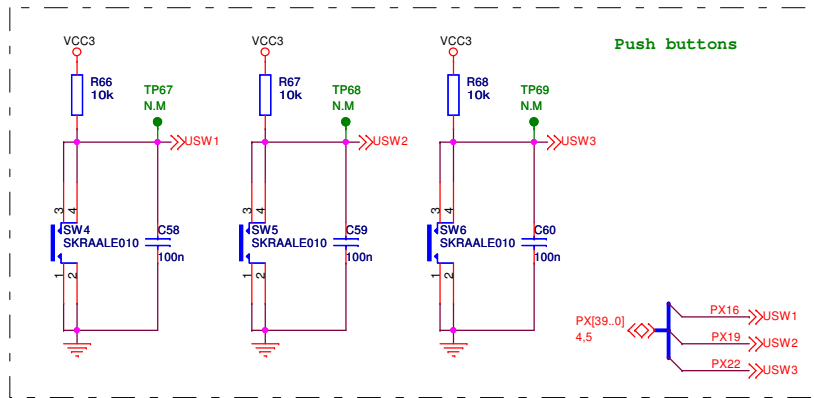 Push buttons
VCC3
R66
10k
TP67
N.M
USW1
3
4
SW4
SKRAALE010
C58
100n
1
2
VCC3
R67
10k
TP68
N.M
USW2
3
4
SW5
SKRAALE010
C59
100n
1
2
VCC3
R68
10k
TP69
N.M
USW3
3
4
SW6
SKRAALE010
C60
100n
1
2
PX[39..0]
4,5
PX16
USW1
PX19
USW2
PX22
USW3